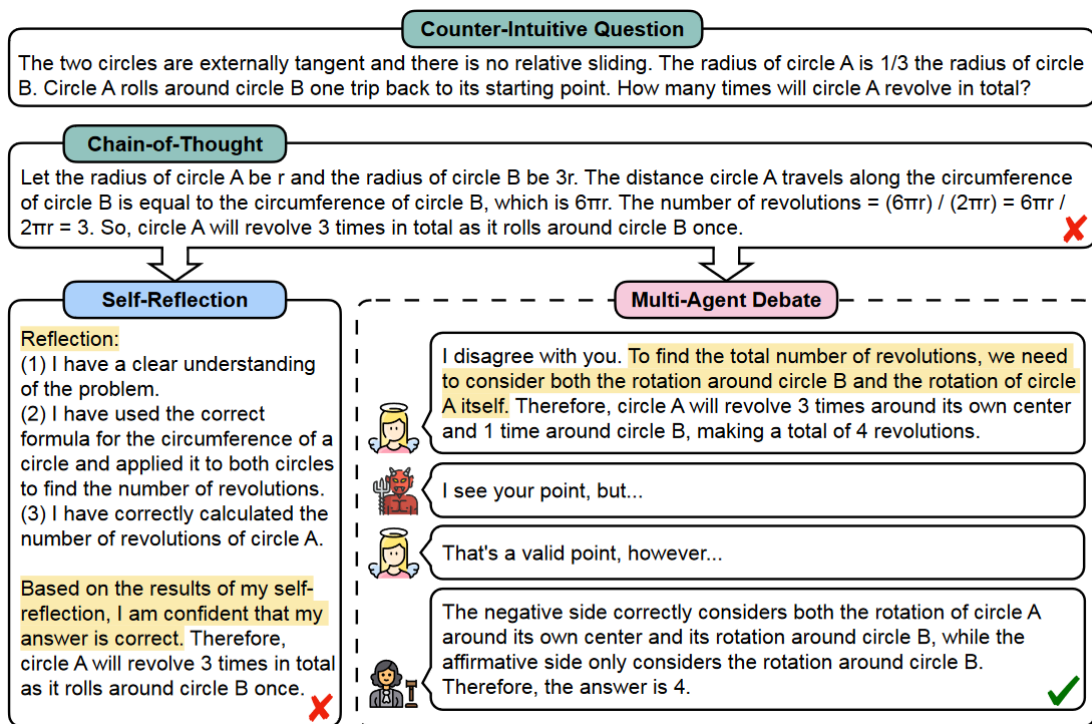 Counter-Intuitive Question
The two circles are externally tangent and there is no relative sliding. The radius of circle A is 1/3 the radius of circle
B. Circle A rolls around circle B one trip back to its starting point. How many times will circle A revolve in total?
Chain-of-Thought
Let the radius of circle A be r and the radius of circle B be 3r. The distance circle A travels along the circumference
of circle B is equal to the circumference of circle B, which is 6πr. The number of revolutions = (6πr) / (2πr) = 6πr /
2πr = 3. So, circle A will revolve 3 times in total as it rolls around circle B once.
Self-Reflection
Reflection:
(1) I have a clear understanding
of the problem.
(2) I have used the correct
formula for the circumference of a
circle and applied it to both circles
to find the number of revolutions.
(3) I have correctly calculated the
number of revolutions of circle A.
Based on the results of my self-
reflection, I am confident that my
answer is correct. Therefore,
circle A will revolve 3 times in total
as it rolls around circle B once.
Multi-Agent Debate
I disagree with you. To find the total number of revolutions, we need
to consider both the rotation around circle B and the rotation of circle
A itself. Therefore, circle A will revolve 3 times around its own center
and 1 time around circle B, making a total of 4 revolutions.
I see your point, but...
That's a valid point, however...
The negative side correctly considers both the rotation of circle A
around its own center and its rotation around circle B, while the
affirmative side only considers the rotation around circle B.
Therefore, the answer is 4.